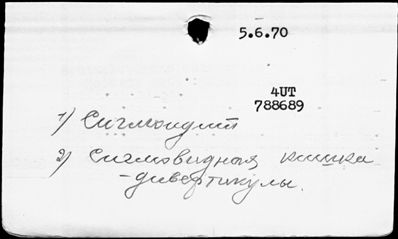 5.6.70
4UT
788689
1) Сигмоидит
2) Сигмовидная кишка
-дивертикулы.